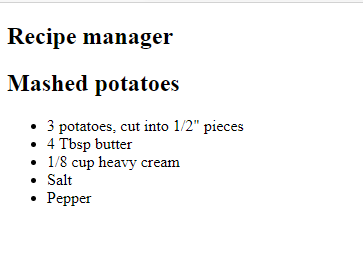 Recipe manager
Mashed potatoes
3 potatoes, cut into 1/2" pieces
4 Tbsp butter
1/8 cup heavy cream
Salt
Pepper